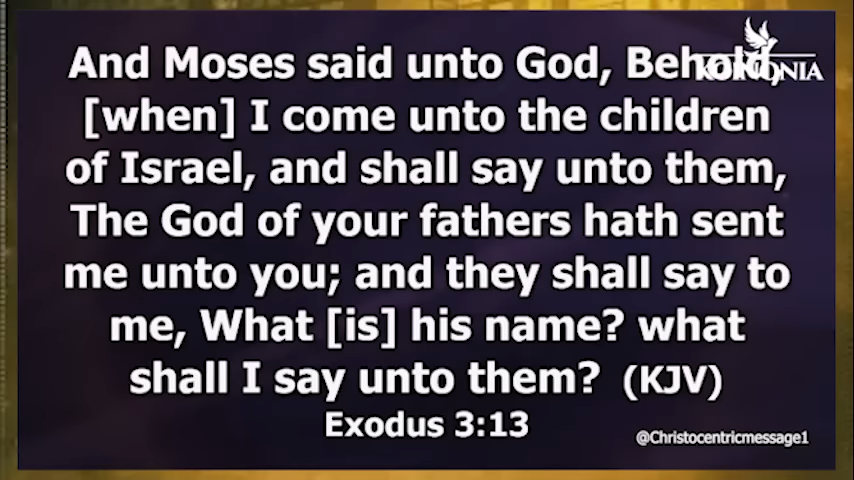 And Moses said unto God, Behold,
KOINONIA
[when] I come unto the children
of Israel, and shall say unto them,
The God of your fathers hath sent
me unto you; and they shall say to
me, What [is] his name? what
shall I say unto them? (KJV)
Exodus 3:13
@Christocentricmessage1